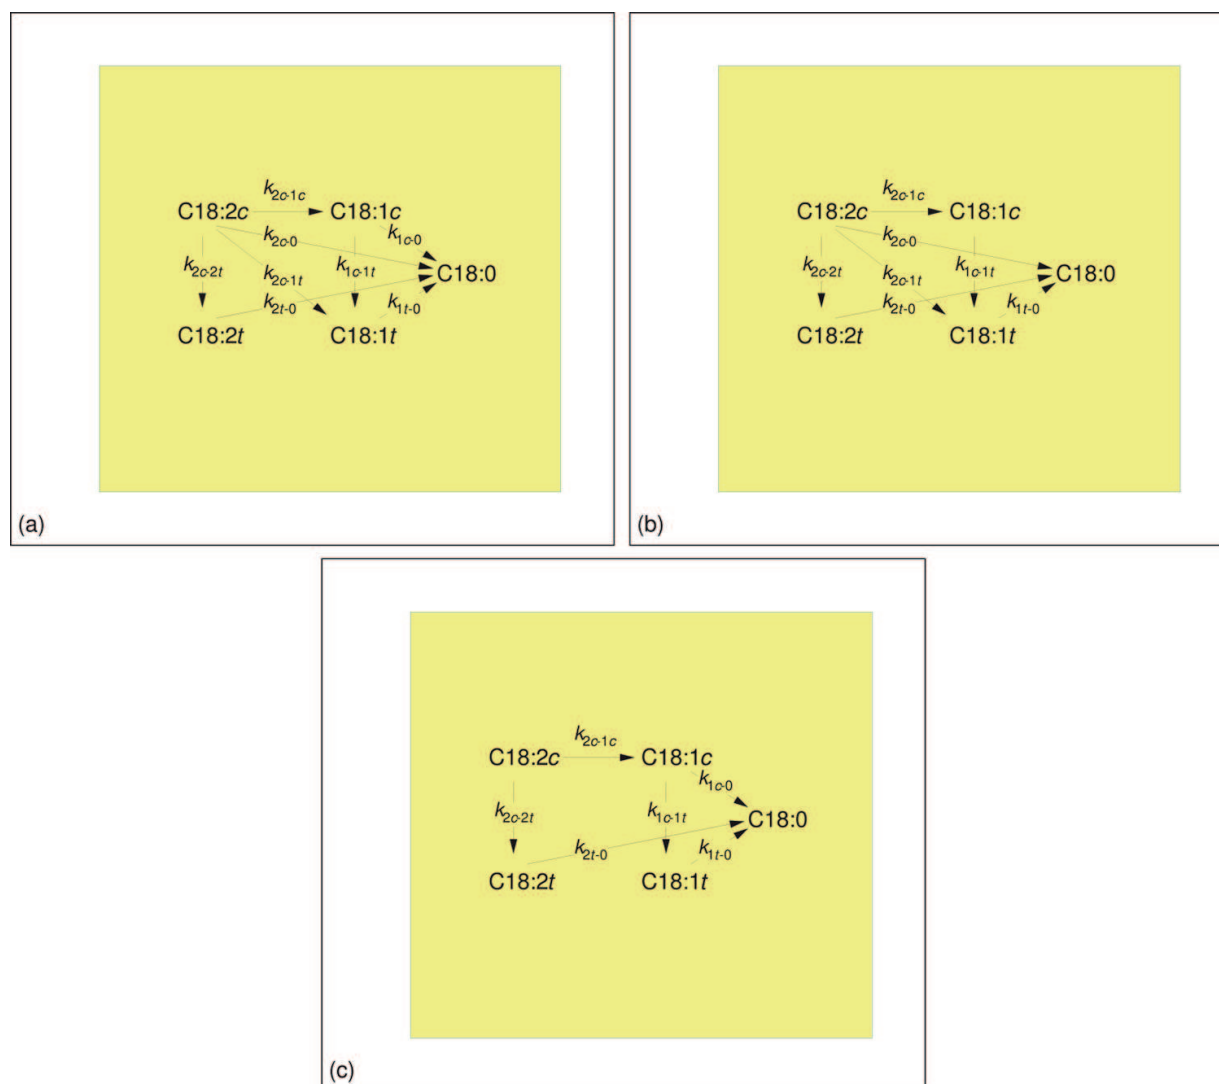 k2c-1c
C18:2c C18:1c
k2c-0 k1c-0
k2c-2t k2c-1t k1c-1t C18:0
k2t-0 k1t-0
C18:2t C18:1t
(a)
k2c-1c
C18:2c C18:1c
k2c-0
k2c-2t k2c-1t k1c-1t C18:0
k2t-0 k1t-0
C18:2t C18:1t
(b)
k2c-1c
C18:2c C18:1c
k1c-0
k2c-2t k1c-1t C18:0
k2t-0 k1t-0
C18:2t C18:1t
(c)